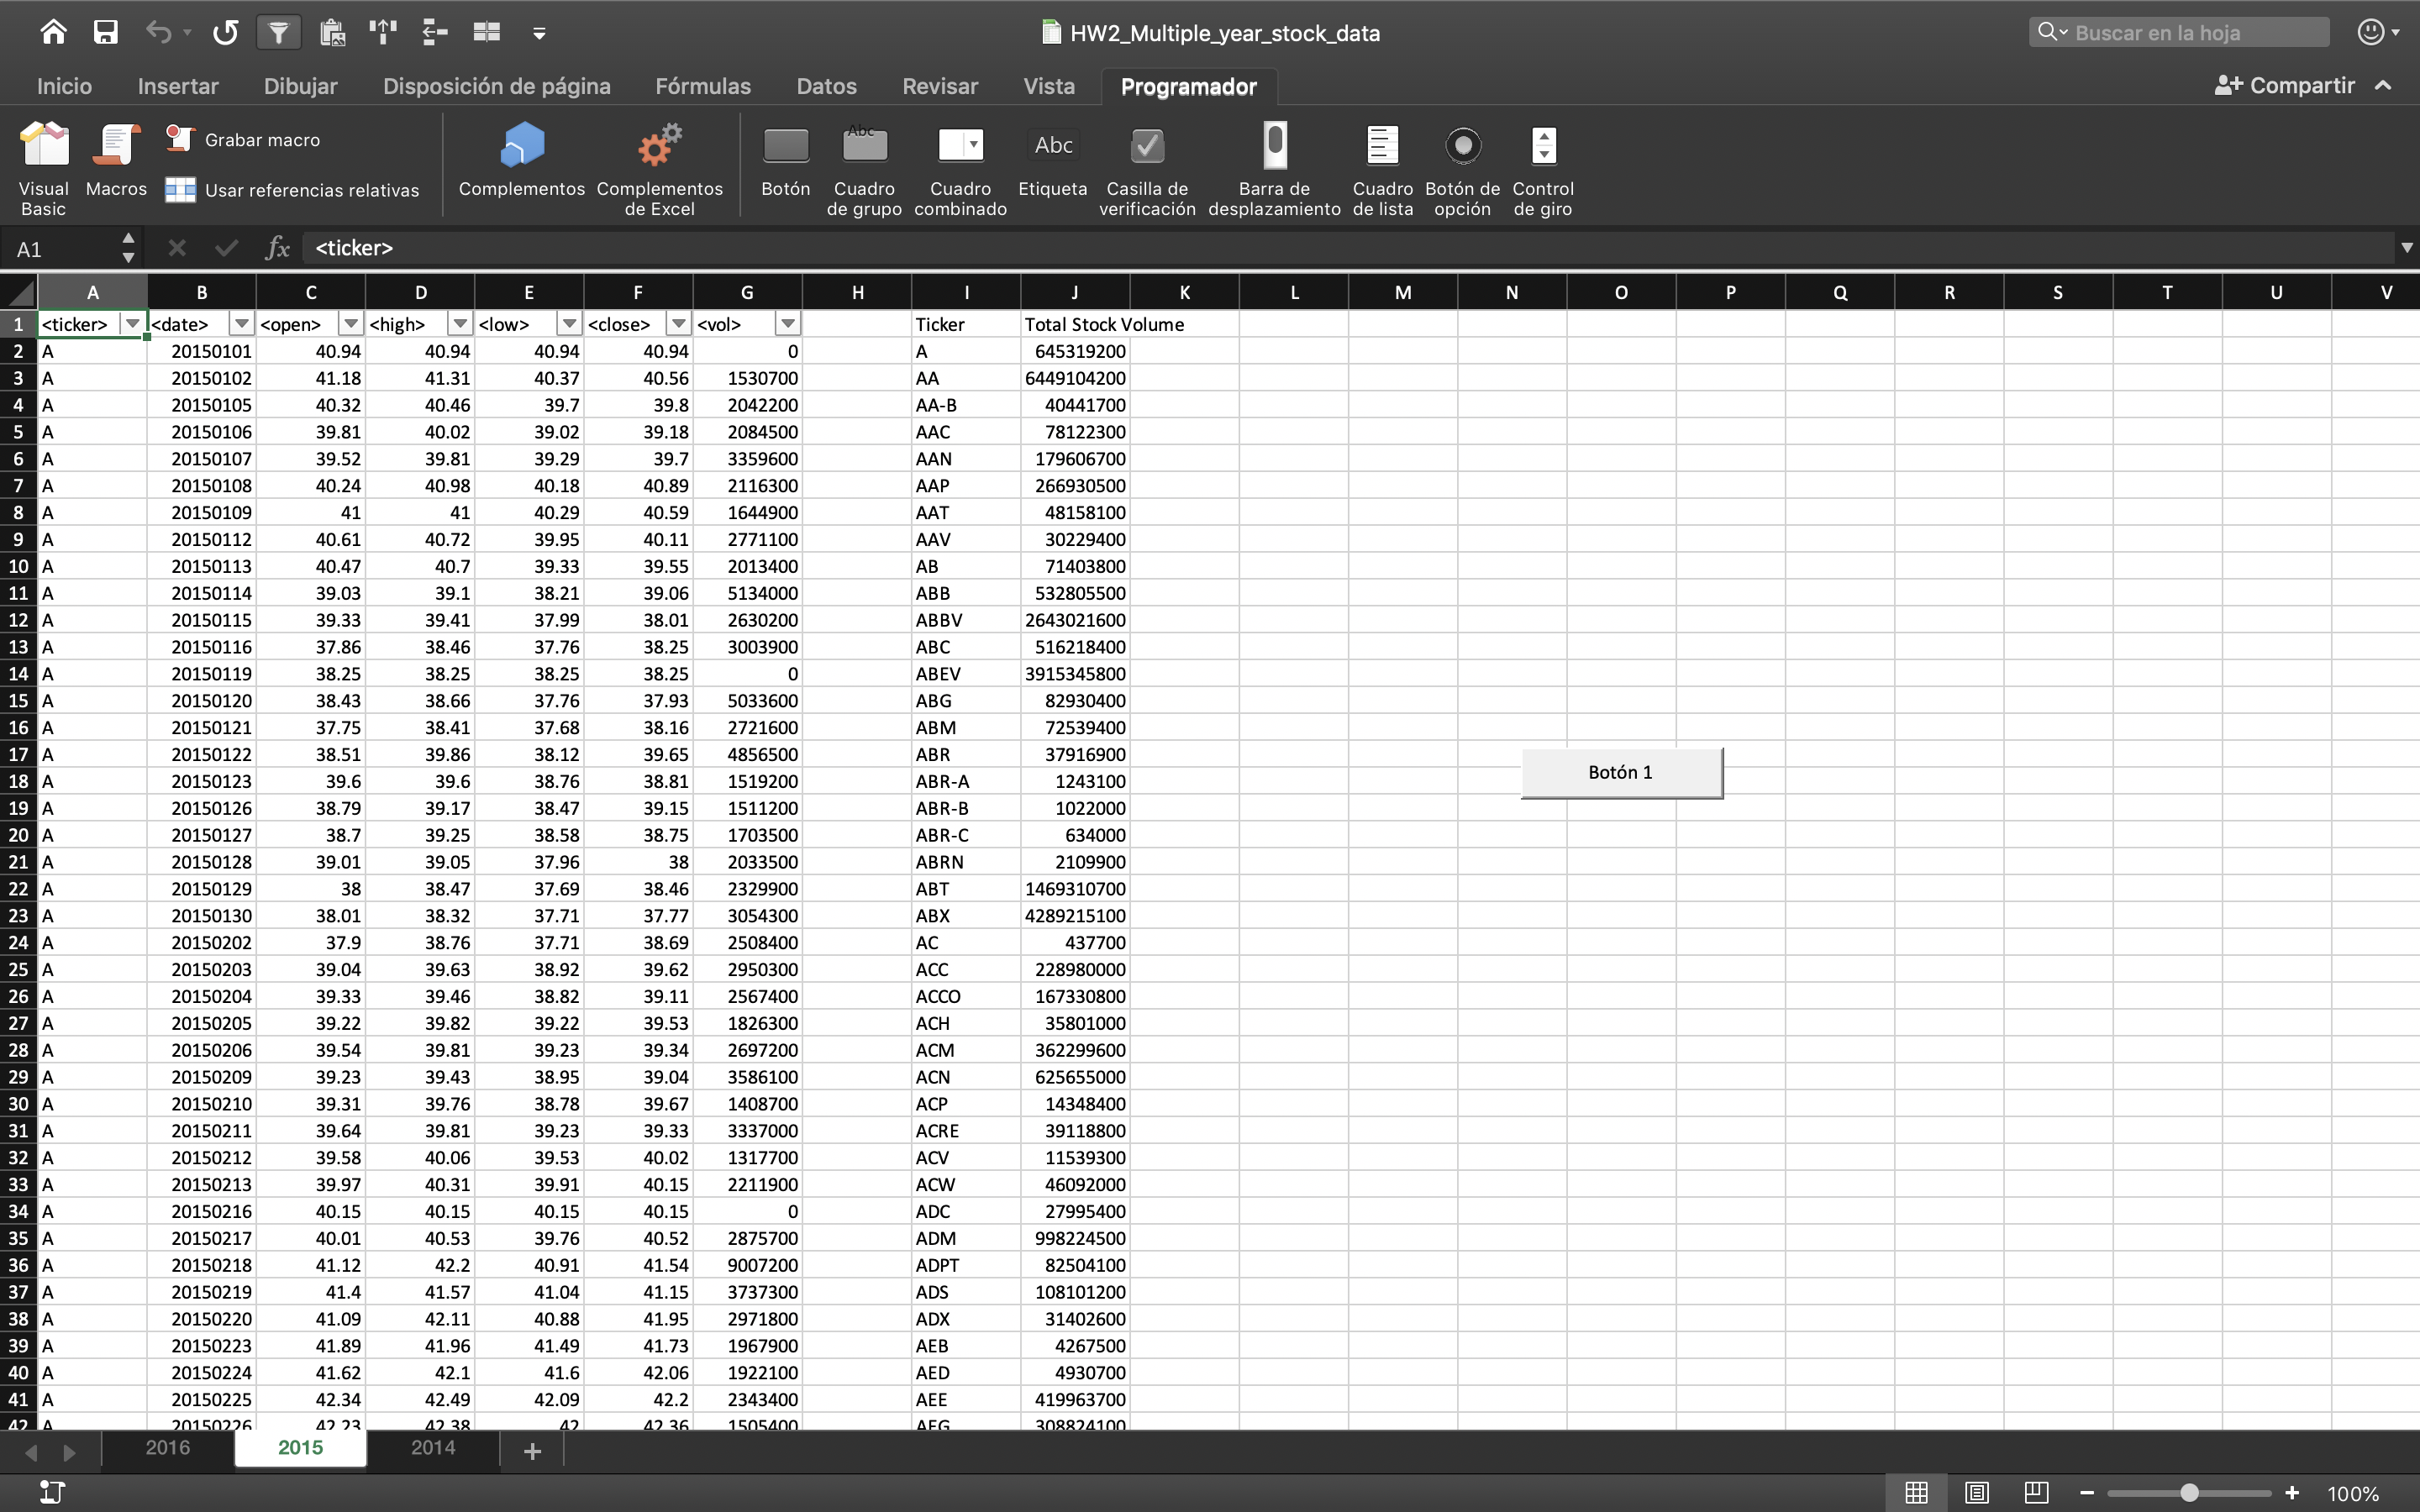 HW2_Multiple_year_stock_data
Buscar en la hoja
Inicio Insertar Dibujar Disposición de página Fórmulas Datos Revisar Vista Programador Compartir
Visual Basic Macros Grabar macro Usar referencias relativas Complementos Complementos de Excel Botón Abc Cuadro de grupo Cuadro combinado Abc Etiqueta Casilla de verificación Barra de desplazamiento Cuadro de lista Botón de opción Control de giro
A1 fx <ticker>
A B C D E F G H I J K L M N O P Q R S T U V
1 <ticker> <date> <open> <high> <low> <close> <vol> Ticker Total Stock Volume
2 A 20150101 40.94 40.94 40.94 40.94 0 A 645319200
3 A 20150102 41.18 41.31 40.37 40.56 1530700 AA 6449104200
4 A 20150105 40.32 40.46 39.7 39.8 2042200 AA-B 40441700
5 A 20150106 39.81 40.02 39.02 39.18 2084500 AAC 78122300
6 A 20150107 39.52 39.81 39.29 39.7 3359600 AAN 179606700
7 A 20150108 40.24 40.98 40.18 40.89 2116300 AAP 266930500
8 A 20150109 41 41 40.29 40.59 1644900 AAT 48158100
9 A 20150112 40.61 40.72 39.95 40.11 2771100 AAV 30229400
10 A 20150113 40.47 40.7 39.33 39.55 2013400 AB 71403800
11 A 20150114 39.03 39.1 38.21 39.06 5134000 ABB 532805500
12 A 20150115 39.33 39.41 37.99 38.01 2630200 ABBV 2643021600
13 A 20150116 37.86 38.46 37.76 38.25 3003900 ABC 516218400
14 A 20150119 38.25 38.25 38.25 38.25 0 ABEV 3915345800
15 A 20150120 38.43 38.66 37.76 37.93 5033600 ABG 82930400
16 A 20150121 37.75 38.41 37.68 38.16 2721600 ABM 72539400
17 A 20150122 38.51 39.86 38.12 39.65 4856500 ABR 37916900
Botón 1
18 A 20150123 39.6 39.6 38.76 38.81 1519200 ABR-A 1243100
19 A 20150126 38.79 39.17 38.47 39.15 1511200 ABR-B 1022000
20 A 20150127 38.7 39.25 38.58 38.75 1703500 ABR-C 634000
21 A 20150128 39.01 39.05 37.96 38 2033500 ABRN 2109900
22 A 20150129 38 38.47 37.69 38.46 2329900 ABT 1469310700
23 A 20150130 38.01 38.32 37.71 37.77 3054300 ABX 4289215100
24 A 20150202 37.9 38.76 37.71 38.69 2508400 AC 437700
25 A 20150203 39.04 39.63 38.92 39.62 2950300 ACC 228980000
26 A 20150204 39.33 39.46 38.82 39.11 2567400 ACCO 167330800
27 A 20150205 39.22 39.82 39.22 39.53 1826300 ACH 35801000
28 A 20150206 39.54 39.81 39.23 39.34 2697200 ACM 362299600
29 A 20150209 39.23 39.43 38.95 39.04 3586100 ACN 625655000
30 A 20150210 39.31 39.76 38.78 39.67 1408700 ACP 14348400
31 A 20150211 39.64 39.81 39.23 39.33 3337000 ACRE 39118800
32 A 20150212 39.58 40.06 39.53 40.02 1317700 ACV 11539300
33 A 20150213 39.97 40.31 39.91 40.15 2211900 ACW 46092000
34 A 20150216 40.15 40.15 40.15 40.15 0 ADC 27995400
35 A 20150217 40.01 40.53 39.76 40.52 2875700 ADM 998224500
36 A 20150218 41.12 42.2 40.91 41.54 9007200 ADPT 82504100
37 A 20150219 41.4 41.57 41.04 41.15 3737300 ADS 108101200
38 A 20150220 41.09 42.11 40.88 41.95 2971800 ADX 31402600
39 A 20150223 41.89 41.96 41.49 41.73 1967900 AEB 4267500
40 A 20150224 41.62 42.1 41.6 42.06 1922100 AED 4930700
41 A 20150225 42.34 42.49 42.09 42.2 2343400 AEE 419963700
42 A 20150226 42.23 42.38 42 42.36 1505400 AEG 308824100
2016 2015 2014
100%